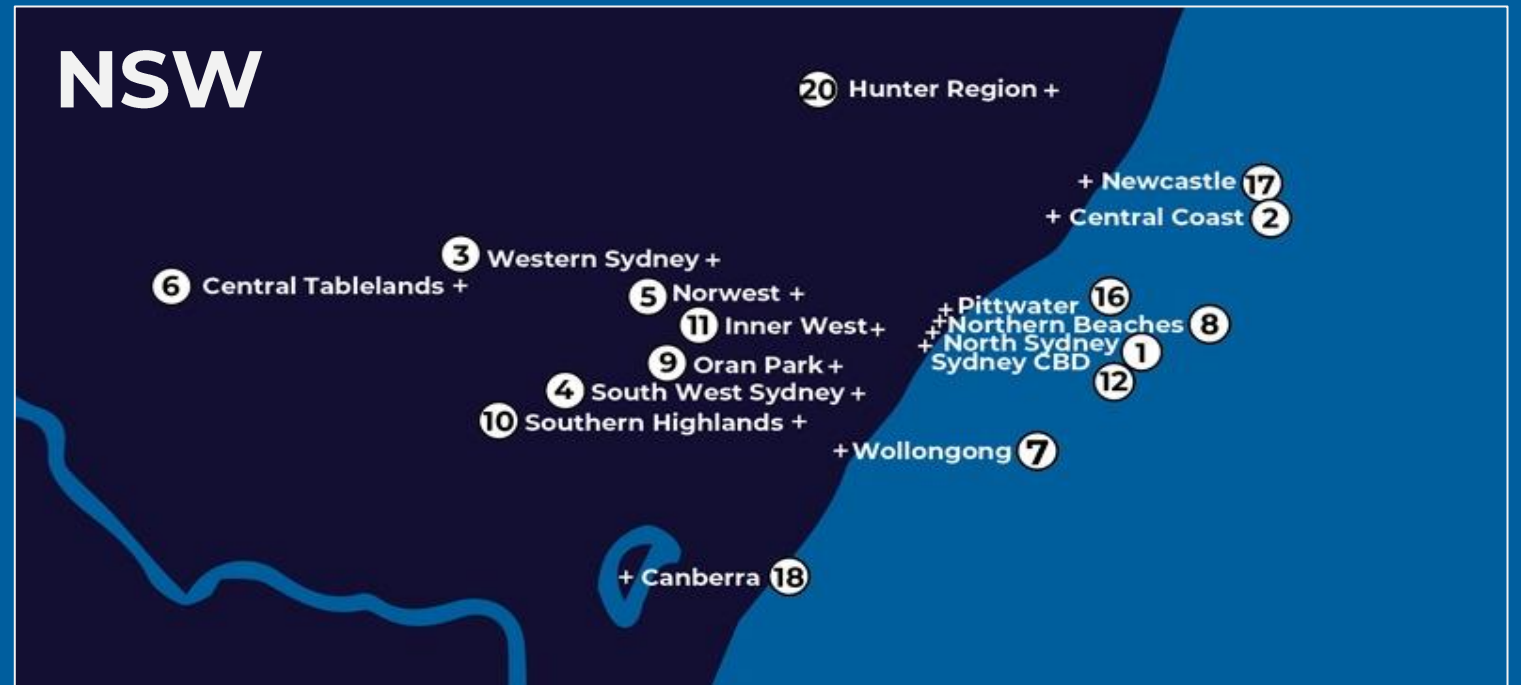 NSW
20 Hunter Region +
+ Newcastle 17
+ Central Coast 2
3 Western Sydney +
6 Central Tablelands +
5 Norwest +
+ Pittwater 16
11 Inner West +
+ Northern Beaches 8
+ North Sydney 1
9 Oran Park +
+ Sydney CBD 12
4 South West Sydney +
10 Southern Highlands +
+ Wollongong 7
+ Canberra 18